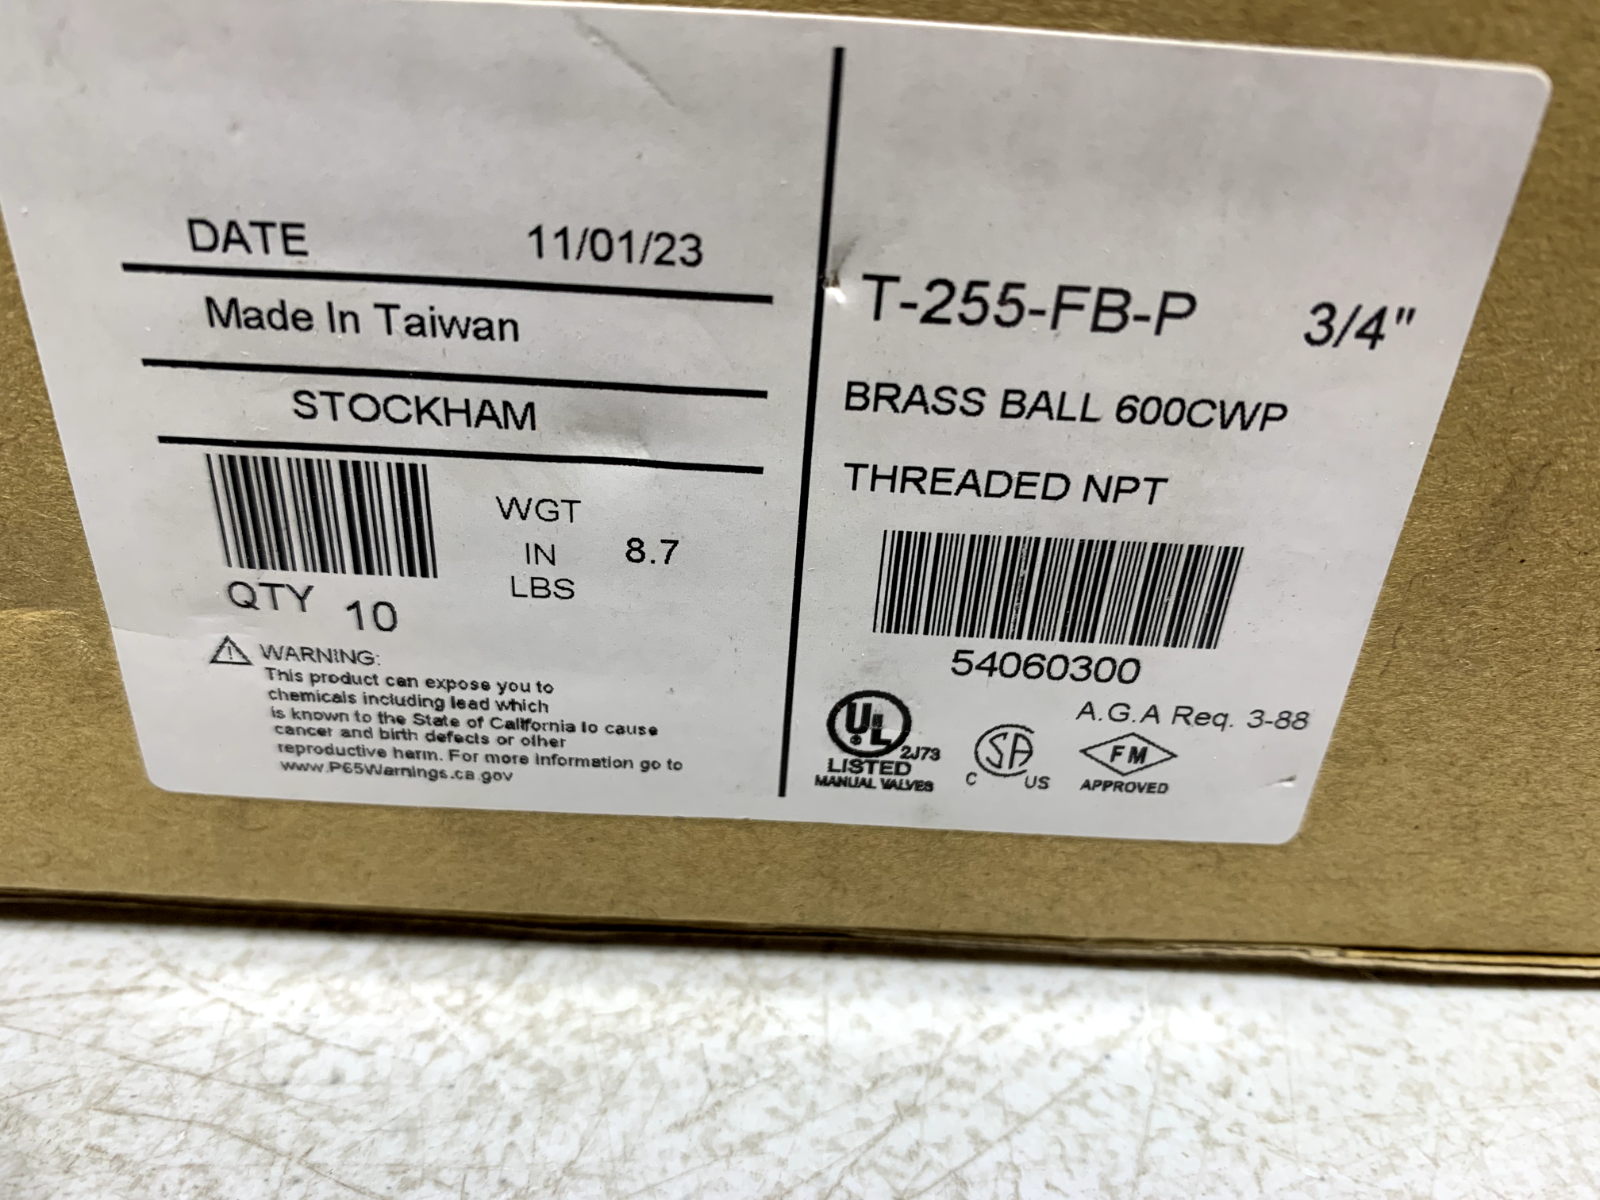 DATE 11/01/23
Made In Taiwan
STOCKHAM
WGT
IN 8.7
LBS
QTY 10
WARNING:
This product can expose you to
chemicals including lead which
is known to the State of California to cause
cancer and birth defects or other
reproductive harm. For more information go to
www.P65Warnings.ca.gov
T-255-FB-P 3/4"
BRASS BALL 600CWP
THREADED NPT
54060300
A.G.A Req. 3-88
UL ® 2J73
LISTED
MANUAL VALVES
C SA US
FM
APPROVED